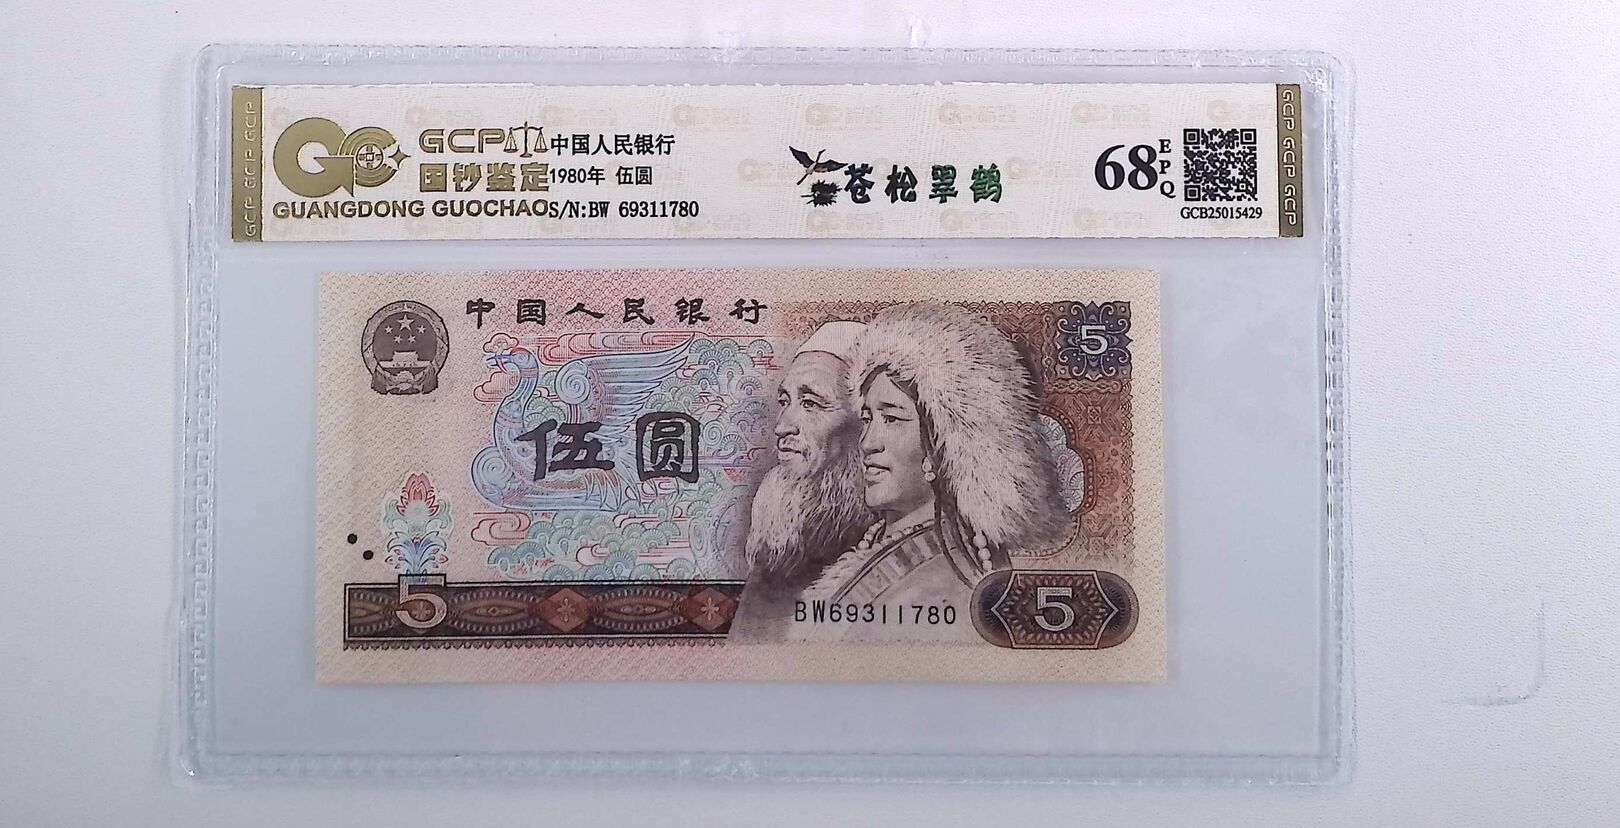 GCP 中国人民银行
国钞鉴定 1980年 伍圆
GUANGDONG GUOCHAO S/N:BW 69311780
苍松翠鹤
68 EPQ
GCB25015429
GCP GCP GCP
GCP GCP GCP
中国人民银行
5
伍圆
5
BW69311780
5